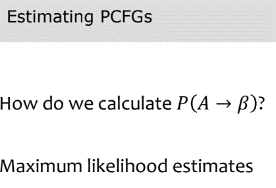 Estimating PCFGs
How do we calculate P(A → β)?
Maximum likelihood estimates